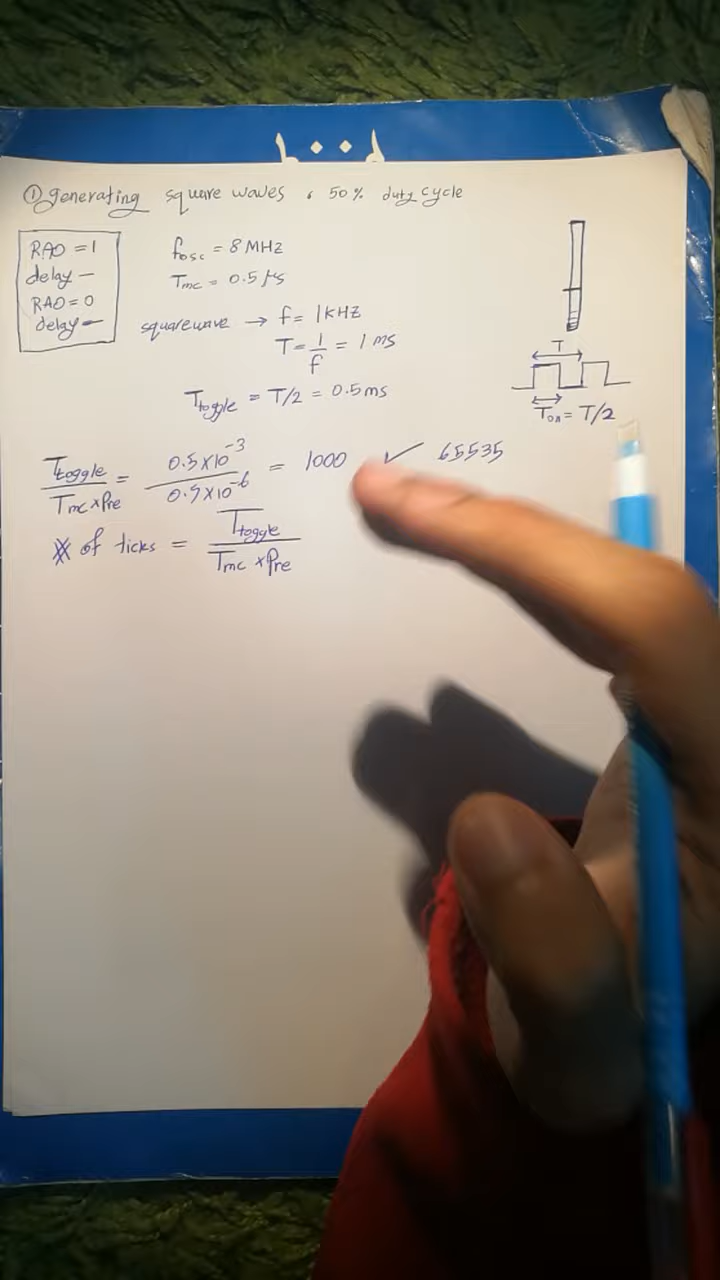 ① generating square waves, 50% duty cycle
RA0 = 1
delay —
RA0 = 0
delay —
fosc = 8 MHz
Tmc = 0.5 μs
square wave → f = 1 KHZ
T = 1/f = 1 ms
Ttoggle = T/2 = 0.5 ms
T
Ton = T/2
Ttoggle / Tmc x Pre = 0.5 x 10^-3 / 0.5 x 10^-6 = 1000 ✓ 65535
# of ticks = Ttoggle / Tmc x Pre